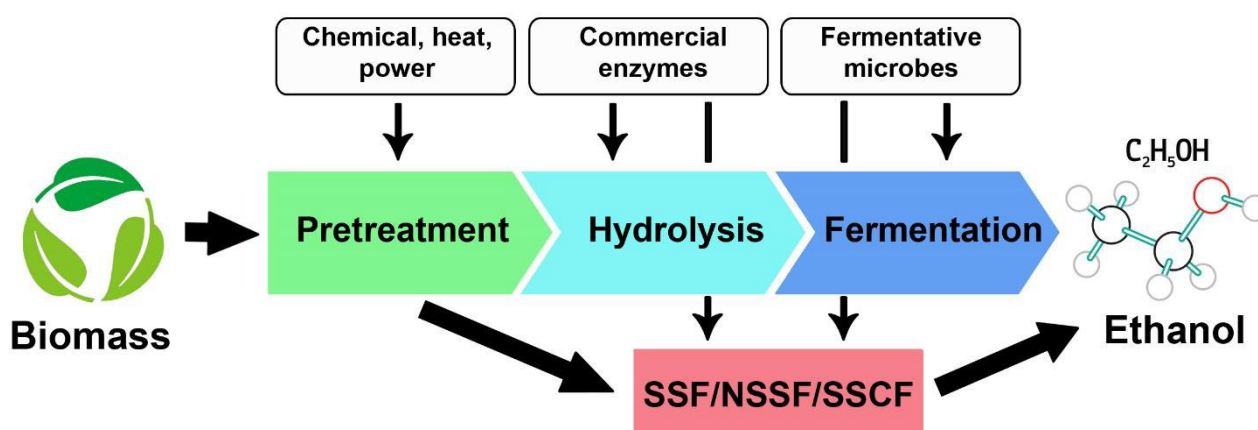 Chemical, heat,
power
Commercial
enzymes
Fermentative
microbes
C₂H₅OH
Pretreatment
Hydrolysis
Fermentation
Biomass
Ethanol
SSF/NSSF/SSCF